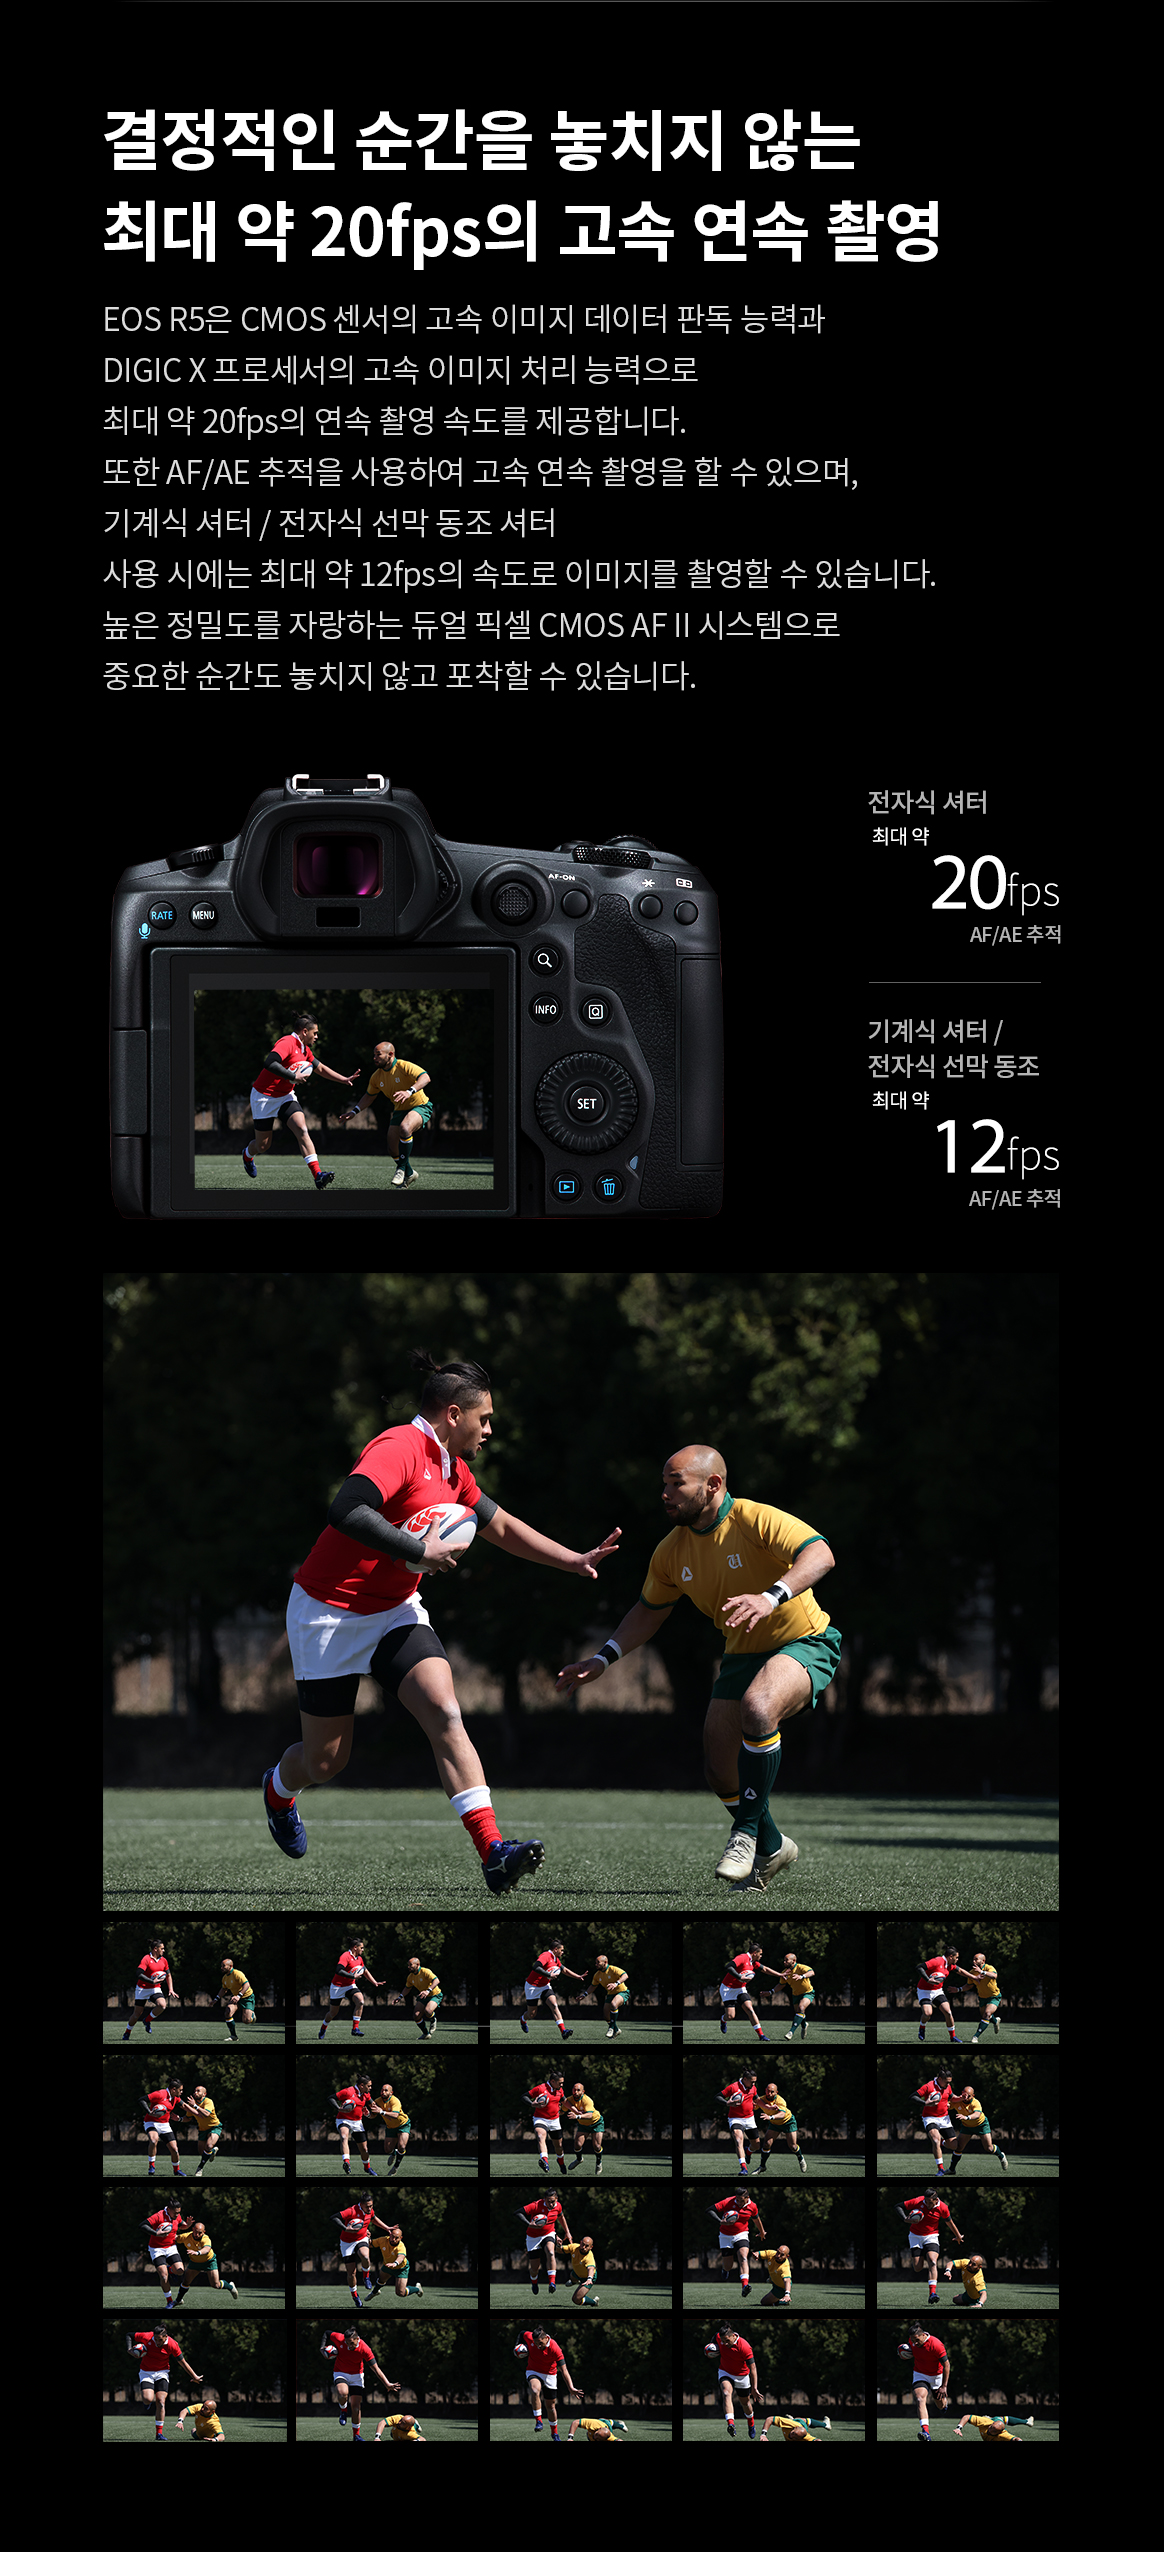 결정적인 순간을 놓치지 않는
최대 약 20fps의 고속 연속 촬영
EOS R5은 CMOS 센서의 고속 이미지 데이터 판독 능력과
DIGIC X 프로세서의 고속 이미지 처리 능력으로
최대 약 20fps의 연속 촬영 속도를 제공합니다.
또한 AF/AE 추적을 사용하여 고속 연속 촬영을 할 수 있으며,
기계식 셔터 / 전자식 선막 동조 셔터
사용 시에는 최대 약 12fps의 속도로 이미지를 촬영할 수 있습니다.
높은 정밀도를 자랑하는 듀얼 픽셀 CMOS AF II 시스템으로
중요한 순간도 놓치지 않고 포착할 수 있습니다.
전자식 셔터
최대 약
20fps
AF/AE 추적
기계식 셔터 /
전자식 선막 동조
최대 약
12fps
AF/AE 추적
AF-ON
RATE
MENU
INFO
Q
SET